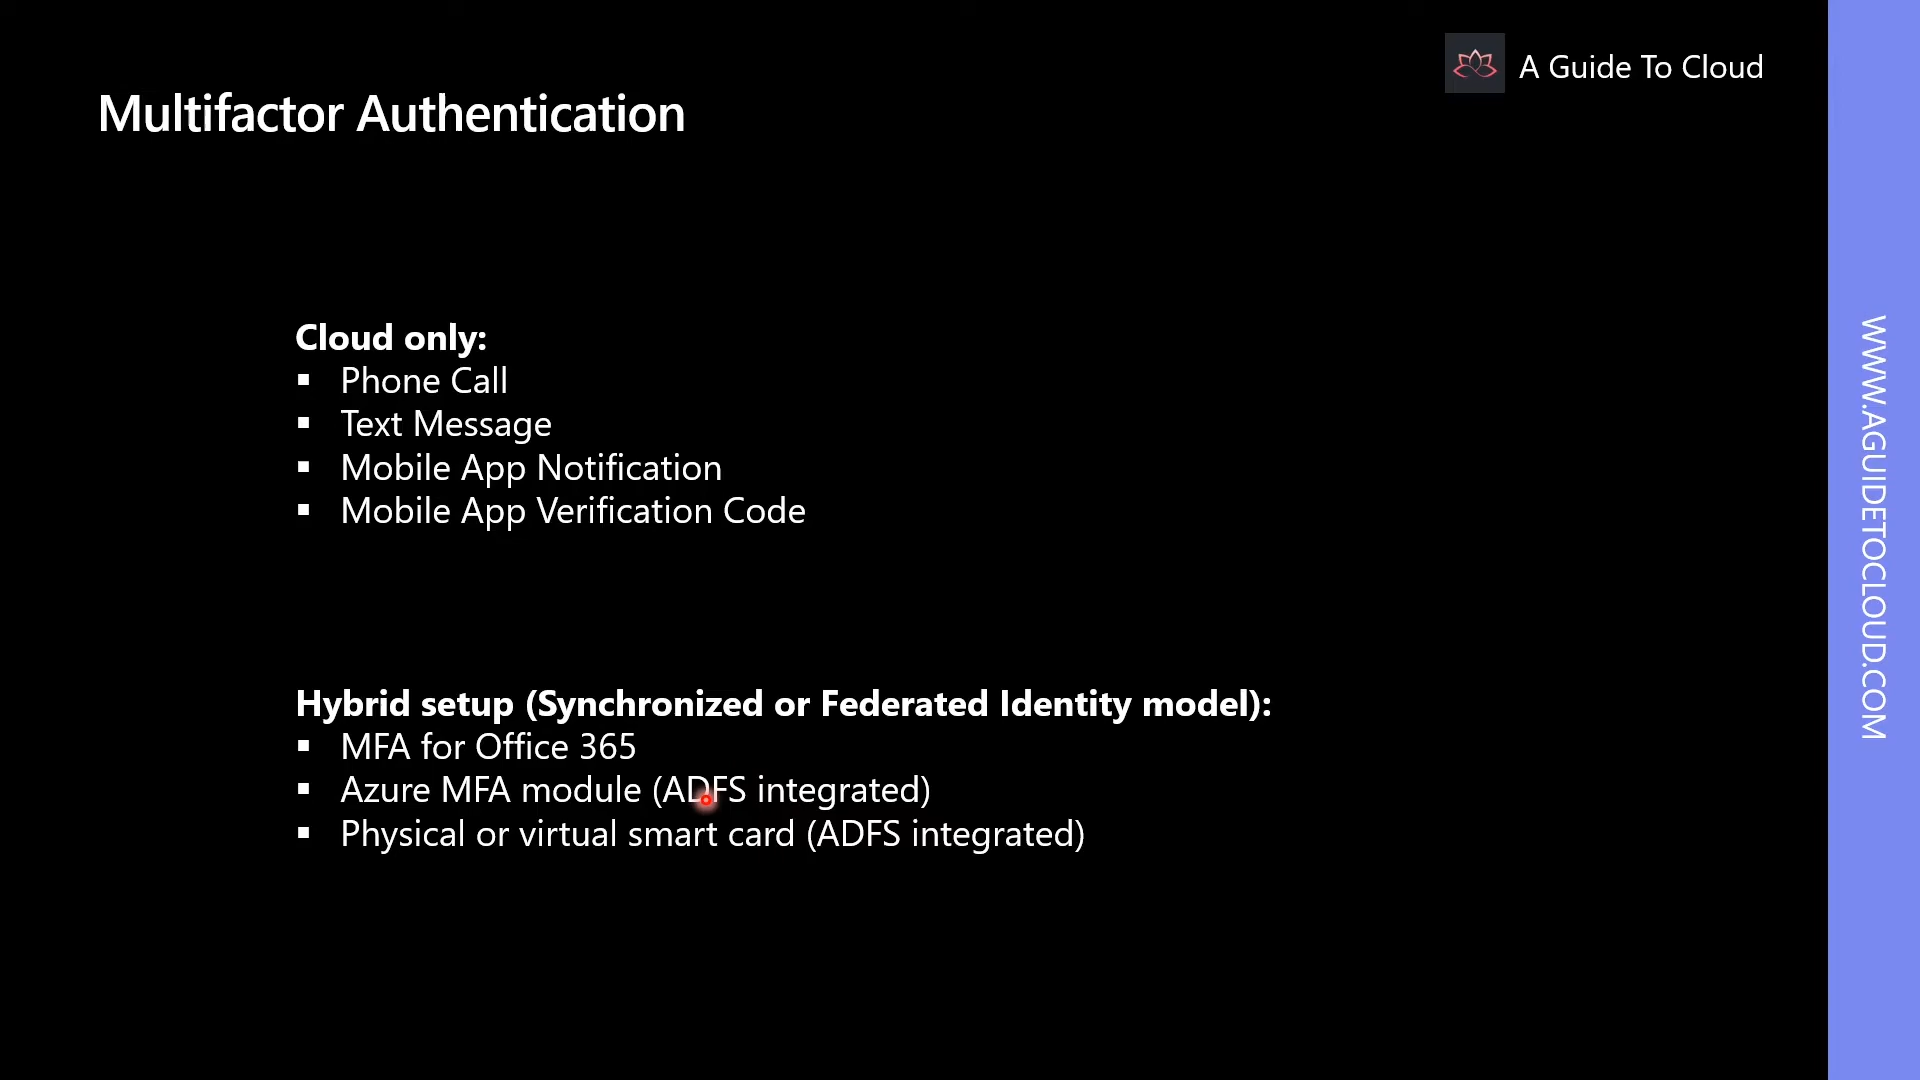 A Guide To Cloud
Multifactor Authentication
Cloud only:
▪ Phone Call
▪ Text Message
▪ Mobile App Notification
▪ Mobile App Verification Code
Hybrid setup (Synchronized or Federated Identity model):
▪ MFA for Office 365
▪ Azure MFA module (ADFS integrated)
▪ Physical or virtual smart card (ADFS integrated)
WWW.AGUIDETOCLOUD.COM